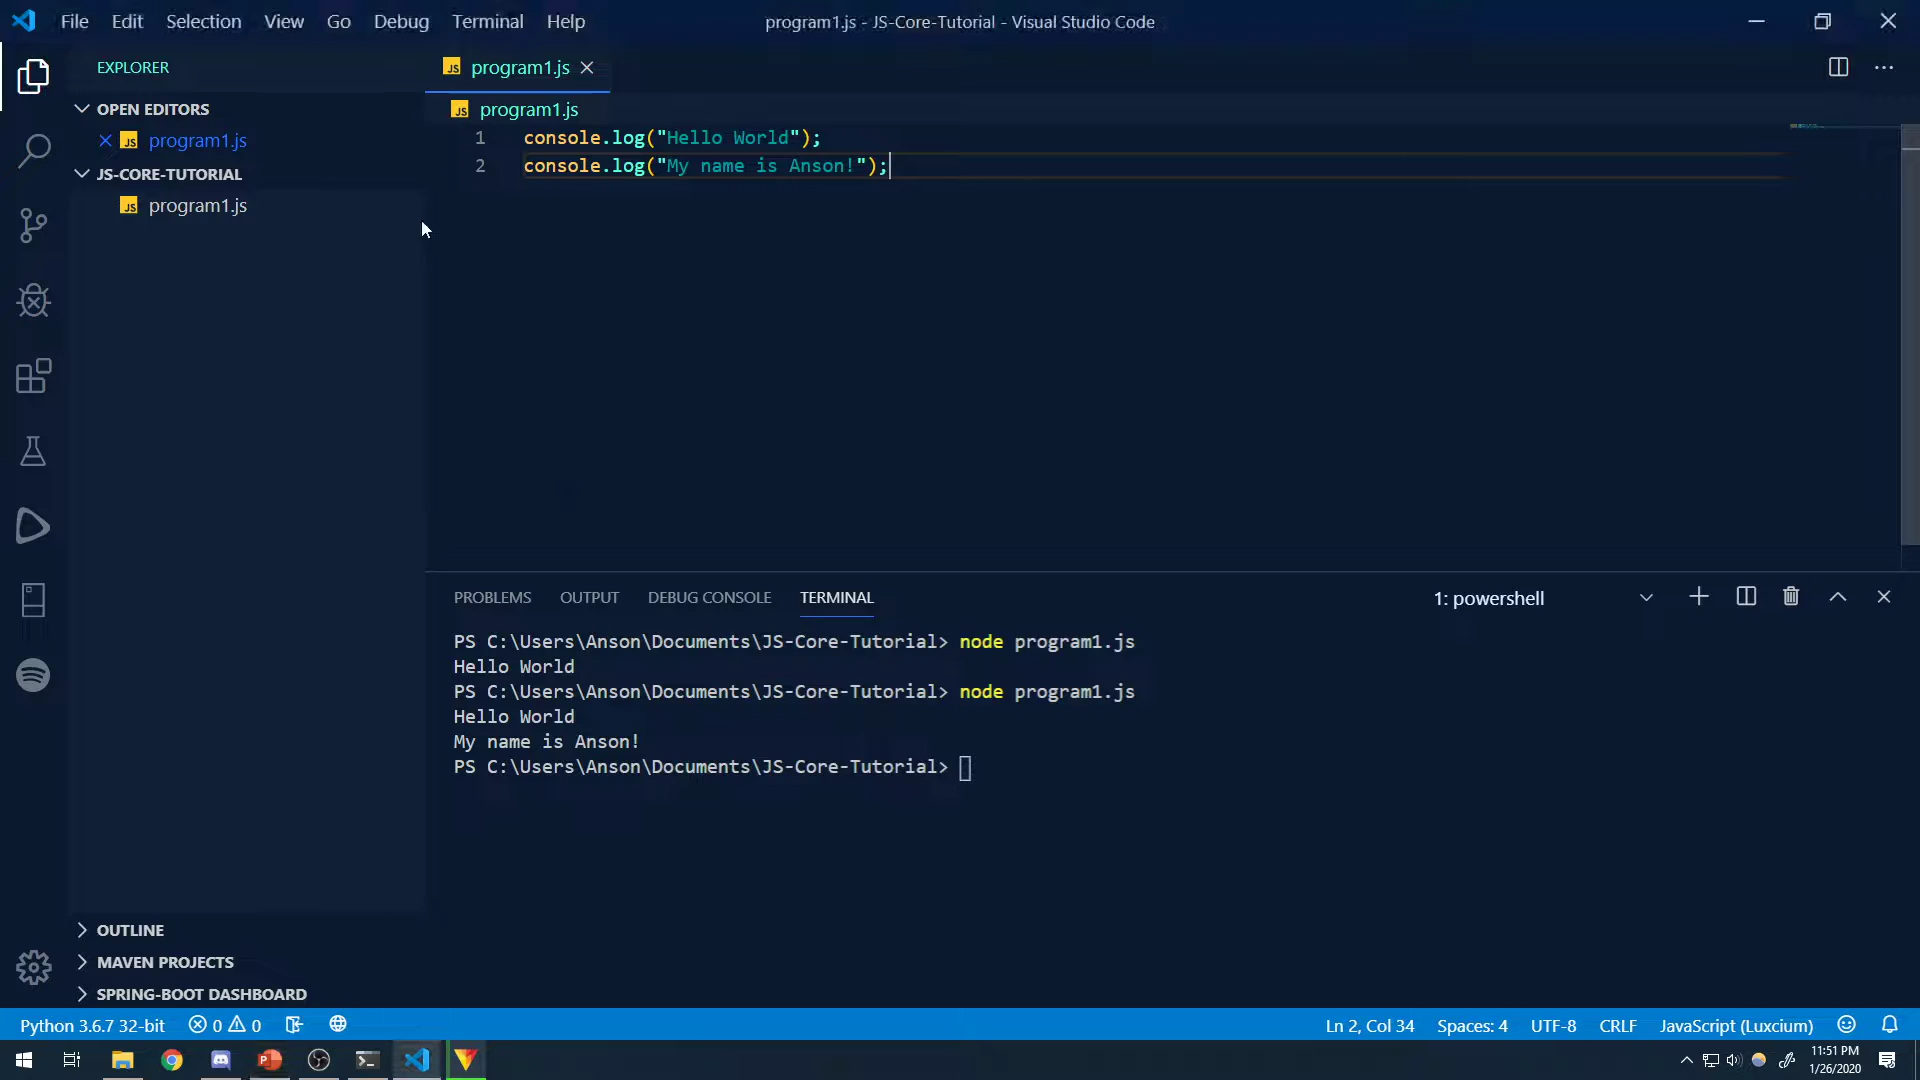 File Edit Selection View Go Debug Terminal Help
program1.js - JS-Core-Tutorial - Visual Studio Code
EXPLORER
OPEN EDITORS
program1.js
JS-CORE-TUTORIAL
program1.js
OUTLINE
MAVEN PROJECTS
SPRING-BOOT DASHBOARD
JS program1.js
JS program1.js
1 console.log("Hello World");
2 console.log("My name is Anson!");
PROBLEMS OUTPUT DEBUG CONSOLE TERMINAL
1: powershell
PS C:\Users\Anson\Documents\JS-Core-Tutorial> node program1.js
Hello World
PS C:\Users\Anson\Documents\JS-Core-Tutorial> node program1.js
Hello World
My name is Anson!
PS C:\Users\Anson\Documents\JS-Core-Tutorial>
Python 3.6.7 32-bit 0 0
Ln 2, Col 34 Spaces: 4 UTF-8 CRLF JavaScript (Luxcium)
11:51 PM
1/26/2020